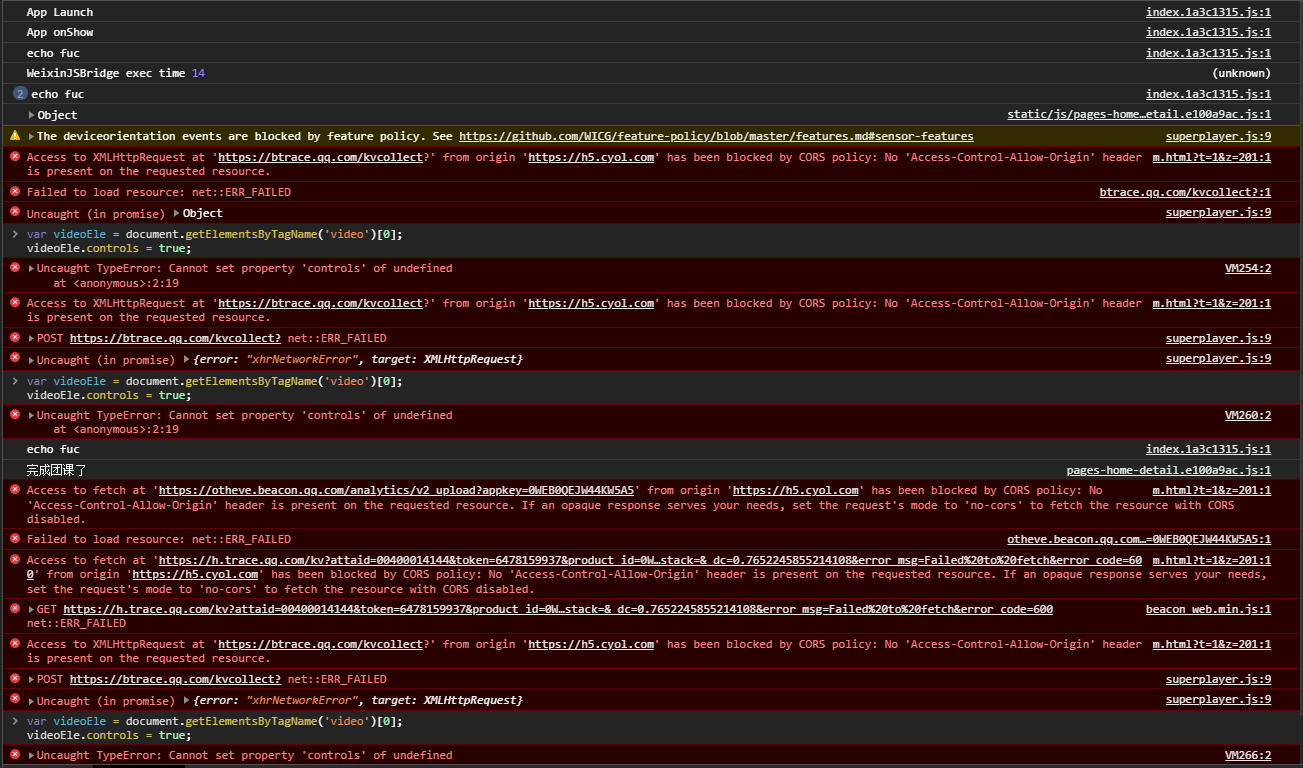 App Launch index.1a3c1315.js:1
App onShow index.1a3c1315.js:1
echo fuc index.1a3c1315.js:1
WeixinJSBridge exec time 14 (unknown)
2 echo fuc index.1a3c1315.js:1
Object static/js/pages-home…etail.e100a9ac.js:1
The deviceorientation events are blocked by feature policy. See https://github.com/WICG/feature-policy/blob/master/features.md#sensor-features superplayer.js:9
Access to XMLHttpRequest at 'https://btrace.qq.com/kvcollect?' from origin 'https://h5.cyol.com' has been blocked by CORS policy: No 'Access-Control-Allow-Origin' header m.html?t=1&z=201:1
is present on the requested resource.
Failed to load resource: net::ERR_FAILED btrace.qq.com/kvcollect?:1
Uncaught (in promise) Object superplayer.js:9
> var videoEle = document.getElementsByTagName('video')[0];
videoEle.controls = true;
Uncaught TypeError: Cannot set property 'controls' of undefined VM254:2
at <anonymous>:2:19
Access to XMLHttpRequest at 'https://btrace.qq.com/kvcollect?' from origin 'https://h5.cyol.com' has been blocked by CORS policy: No 'Access-Control-Allow-Origin' header m.html?t=1&z=201:1
is present on the requested resource.
POST https://btrace.qq.com/kvcollect? net::ERR_FAILED superplayer.js:9
Uncaught (in promise) {error: "xhrNetworkError", target: XMLHttpRequest} superplayer.js:9
> var videoEle = document.getElementsByTagName('video')[0];
videoEle.controls = true;
Uncaught TypeError: Cannot set property 'controls' of undefined VM260:2
at <anonymous>:2:19
echo fuc index.1a3c1315.js:1
完成团课了 pages-home-detail.e100a9ac.js:1
Access to fetch at 'https://otheve.beacon.qq.com/analytics/v2_upload?appkey=0WEB0QEJW44KW5A5' from origin 'https://h5.cyol.com' has been blocked by CORS policy: No m.html?t=1&z=201:1
'Access-Control-Allow-Origin' header is present on the requested resource. If an opaque response serves your needs, set the request's mode to 'no-cors' to fetch the resource with CORS
disabled.
Failed to load resource: net::ERR_FAILED otheve.beacon.qq.com…=0WEB0QEJW44KW5A5:1
Access to fetch at 'https://h.trace.qq.com/kv?attaid=00400014144&token=6478159937&product_id=0W…stack=&_dc=0.7652245855214108&error_msg=Failed%20to%20fetch&error_code=60 m.html?t=1&z=201:1
0' from origin 'https://h5.cyol.com' has been blocked by CORS policy: No 'Access-Control-Allow-Origin' header is present on the requested resource. If an opaque response serves your needs,
set the request's mode to 'no-cors' to fetch the resource with CORS disabled.
GET https://h.trace.qq.com/kv?attaid=00400014144&token=6478159937&product_id=0W…stack=&_dc=0.7652245855214108&error_msg=Failed%20to%20fetch&error_code=600 beacon_web.min.js:1
net::ERR_FAILED
Access to XMLHttpRequest at 'https://btrace.qq.com/kvcollect?' from origin 'https://h5.cyol.com' has been blocked by CORS policy: No 'Access-Control-Allow-Origin' header m.html?t=1&z=201:1
is present on the requested resource.
POST https://btrace.qq.com/kvcollect? net::ERR_FAILED superplayer.js:9
Uncaught (in promise) {error: "xhrNetworkError", target: XMLHttpRequest} superplayer.js:9
> var videoEle = document.getElementsByTagName('video')[0];
videoEle.controls = true;
Uncaught TypeError: Cannot set property 'controls' of undefined VM266:2